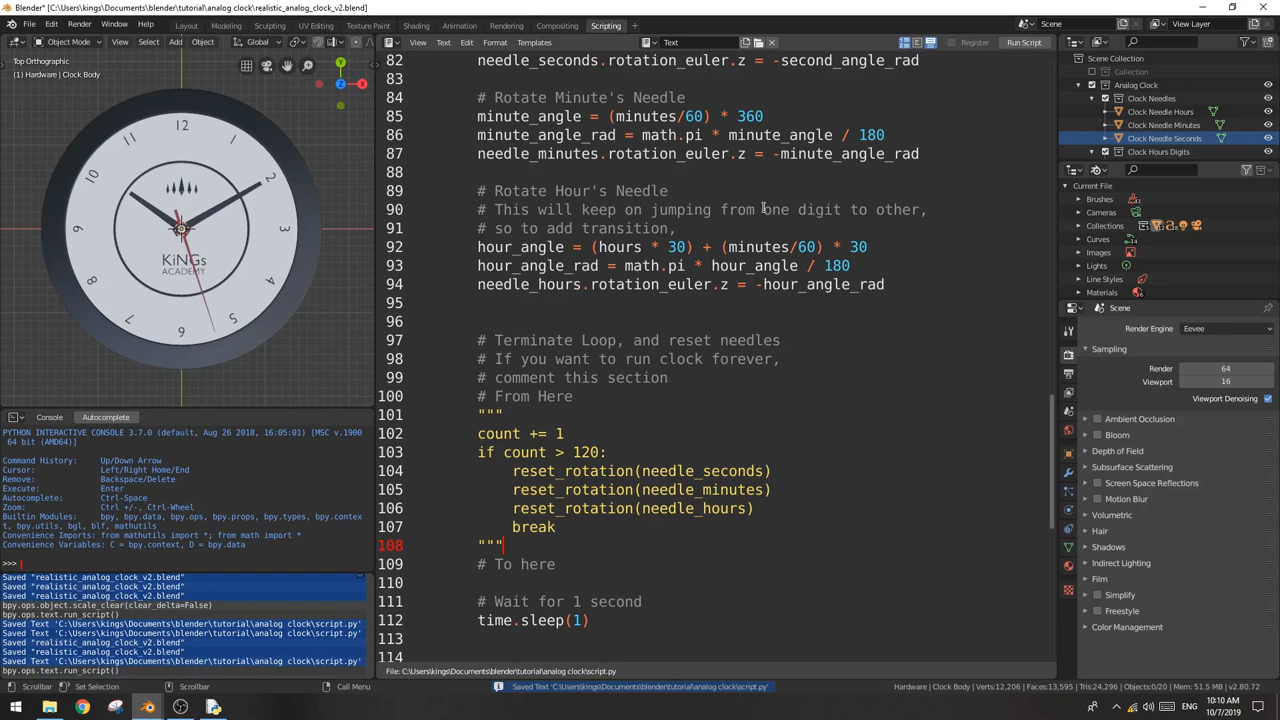 Blender* [C:\Users\kings\Documents\blender\tutorial\analog clock\realistic_analog_clock_v2.blend]
File Edit Render Window Help Layout Modeling Sculpting UV Editing Texture Paint Shading Animation Rendering Compositing Scripting + Scene View Layer
Object Mode View Select Add Object Global
View Text Edit Format Templates Text Register Run Script
Top Orthographic
(1) Hardware | Clock Body
12 11 10 9 8 7 6 5 4 3 2
KiNGs
ACADEMY
Y
X
Z
82 needle_seconds.rotation_euler.z = -second_angle_rad
83
84 # Rotate Minute's Needle
85 minute_angle = (minutes/60) * 360
86 minute_angle_rad = math.pi * minute_angle / 180
87 needle_minutes.rotation_euler.z = -minute_angle_rad
88
89 # Rotate Hour's Needle
90 # This will keep on jumping from one digit to other,
91 # so to add transition,
92 hour_angle = (hours * 30) + (minutes/60) * 30
93 hour_angle_rad = math.pi * hour_angle / 180
94 needle_hours.rotation_euler.z = -hour_angle_rad
95
96
97 # Terminate Loop, and reset needles
98 # If you want to run clock forever,
99 # comment this section
100 # From Here
101 """
102 count += 1
103 if count > 120:
104 reset_rotation(needle_seconds)
105 reset_rotation(needle_minutes)
106 reset_rotation(needle_hours)
107 break
108 """
109 # To here
110
111 # Wait for 1 second
112 time.sleep(1)
113
114
File: C:\Users\kings\Documents\blender\tutorial\analog clock\script.py
Console Autocomplete
PYTHON INTERACTIVE CONSOLE 3.7.0 (default, Aug 26 2018, 16:05:01) [MSC v.1900
64 bit (AMD64)]
Command History: Up/Down Arrow
Cursor: Left/Right Home/End
Remove: Backspace/Delete
Execute: Enter
Autocomplete: Ctrl-Space
Zoom: Ctrl +/-, Ctrl-Wheel
Builtin Modules: bpy, bpy.data, bpy.ops, bpy.props, bpy.types, bpy.contex
t, bpy.utils, bgl, blf, mathutils
Convenience Imports: from mathutils import *; from math import *
Convenience Variables: C = bpy.context, D = bpy.data
>>>
Saved "realistic_analog_clock_v2.blend"
Saved "realistic_analog_clock_v2.blend"
Saved "realistic_analog_clock_v2.blend"
bpy.ops.object.scale_clear(clear_delta=False)
bpy.ops.text.run_script()
Saved Text 'C:\Users\kings\Documents\blender\tutorial\analog clock\script.py'
Saved Text 'C:\Users\kings\Documents\blender\tutorial\analog clock\script.py'
Saved "realistic_analog_clock_v2.blend"
Saved "realistic_analog_clock_v2.blend"
Saved Text 'C:\Users\kings\Documents\blender\tutorial\analog clock\script.py'
bpy.ops.text.run_script()
Scene Collection
Collection
Analog Clock
Clock Needles
Clock Needle Hours
Clock Needle Minutes
Clock Needle Seconds
Clock Hours Digits
Current File
Brushes
Cameras
Collections
Curves
Images
Lights
Line Styles
Materials
Scene
Render Engine Eevee
Sampling
Render 64
Viewport 16
Viewport Denoising
Ambient Occlusion
Bloom
Depth of Field
Subsurface Scattering
Screen Space Reflections
Motion Blur
Volumetric
Hair
Shadows
Indirect Lighting
Film
Simplify
Freestyle
Color Management
Scrollbar Set Selection Scrollbar Call Menu Saved Text 'C:\Users\kings\Documents\blender\tutorial\analog clock\script.py' Hardware | Clock Body | Verts:12,206 | Faces:13,595 | Tris:24,296 | Objects:0/20 | Mem: 51.5 MB | v2.80.72
ENG 10:10 AM
10/7/2019